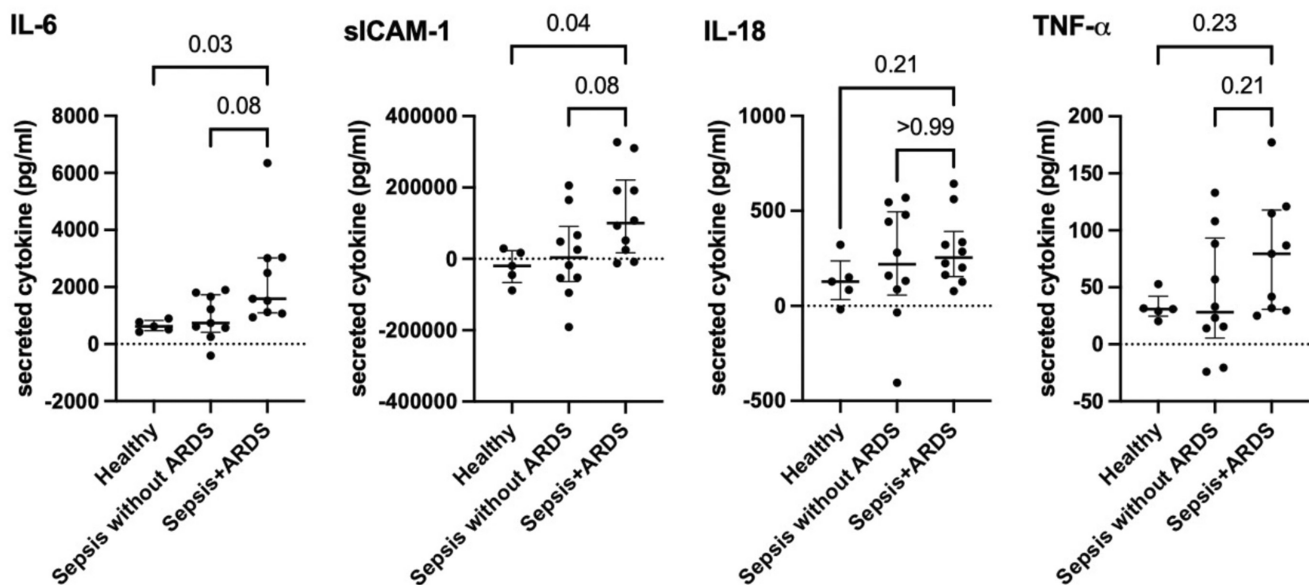 IL-6
0.03
0.08
secreted cytokine (pg/ml)
8000
6000
4000
2000
0
-2000
Healthy
Sepsis without ARDS
Sepsis+ARDS
sICAM-1
0.04
0.08
secreted cytokine (pg/ml)
400000
200000
0
-200000
-400000
Healthy
Sepsis without ARDS
Sepsis+ARDS
IL-18
0.21
>0.99
secreted cytokine (pg/ml)
1000
500
0
-500
Healthy
Sepsis without ARDS
Sepsis+ARDS
TNF-α
0.23
0.21
secreted cytokine (pg/ml)
200
150
100
50
0
-50
Healthy
Sepsis without ARDS
Sepsis+ARDS